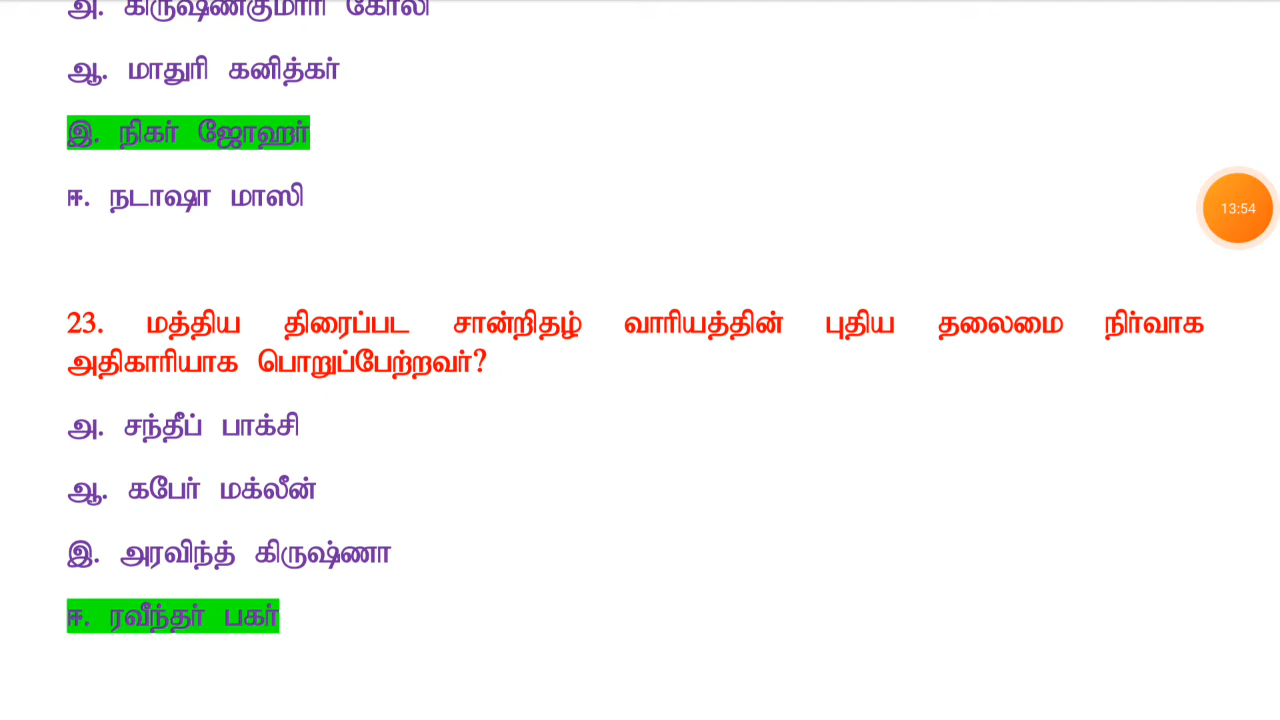 அ. கிருஷ்ணகுமாரி கோலி
ஆ. மாதுரி கனித்கர்
இ. நிகர் ஜோஹர்
ஈ. நடாஷா மாஸி
13:54
23. மத்திய திரைப்பட சான்றிதழ் வாரியத்தின் புதிய தலைமை நிர்வாக
அதிகாரியாக பொறுப்பேற்றவர்?
அ. சந்தீப் பாக்சி
ஆ. கபேர் மக்லீன்
இ. அரவிந்த் கிருஷ்ணா
ஈ. ரவீந்தர் பகர்